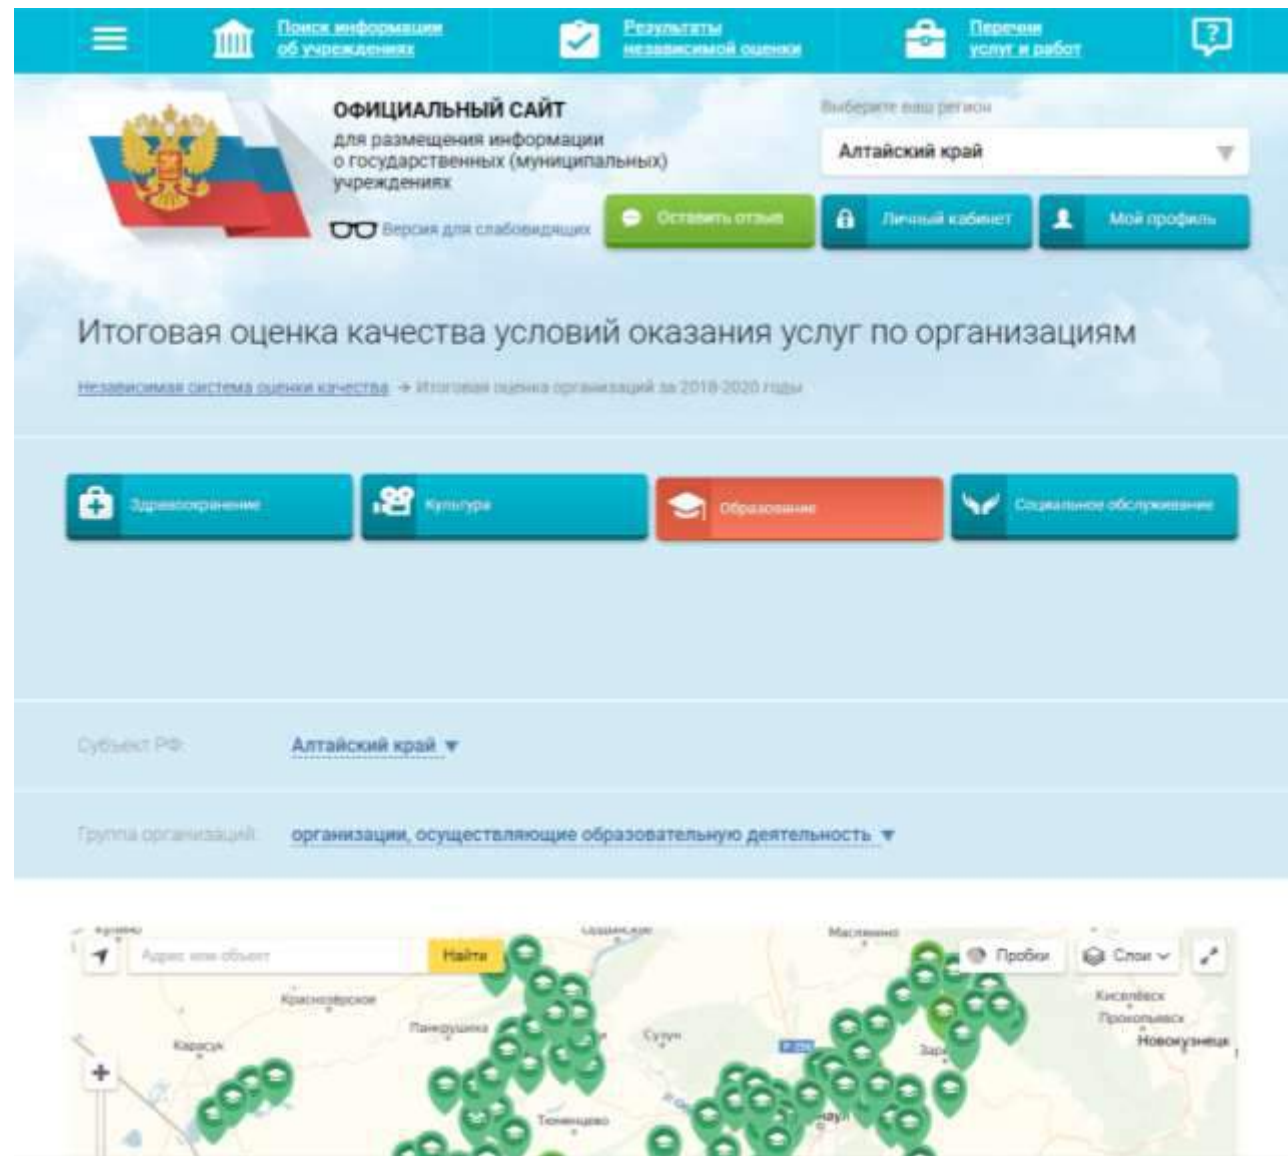 Поиск информации
об учреждениях
Результаты
независимой оценки
Перечни
услуг и работ
ОФИЦИАЛЬНЫЙ САЙТ
для размещения информации
о государственных (муниципальных)
учреждениях
Версия для слабовидящих
Выберите ваш регион
Алтайский край
Оставить отзыв
Личный кабинет
Мой профиль
Итоговая оценка качества условий оказания услуг по организациям
Независимая система оценки качества → Итоговая оценка организаций за 2018-2020 годы
Здравоохранение
Культура
Образование
Социальное обслуживание
Субъект РФ:
Алтайский край
Группа организаций:
организации, осуществляющие образовательную деятельность
Адрес или объект
Найти
Маслянино
Пробки
Слои
Краснозёрское
Панкрушиха
Карасук
Сузун
Киселёвск
Прокопьевск
Новокузнецк
Тюменцево